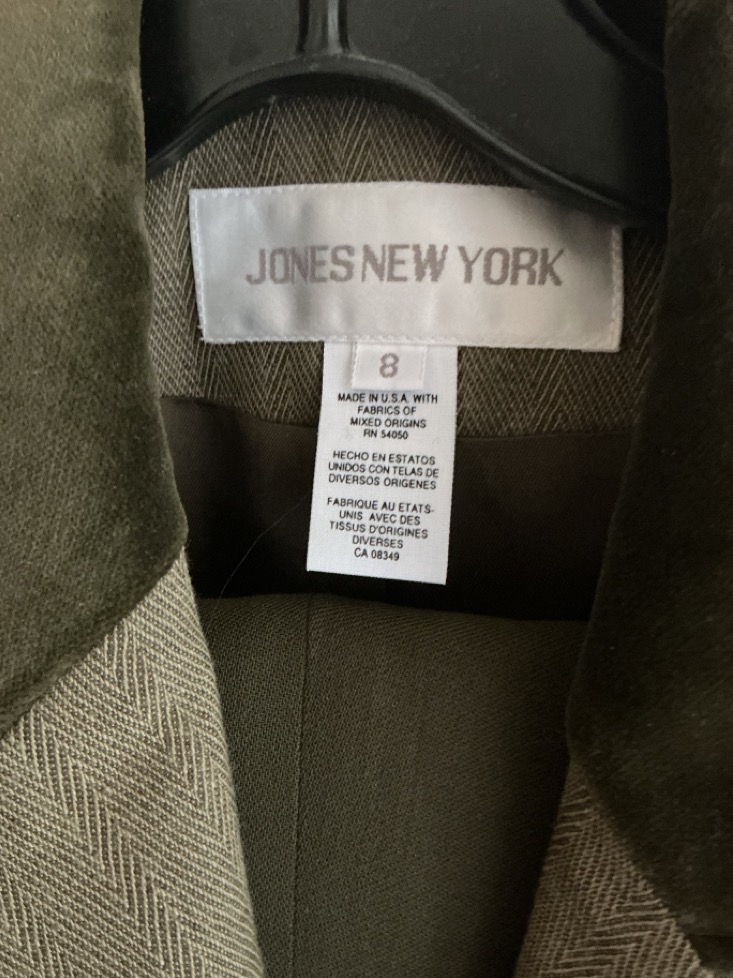 JONES NEW YORK
8
MADE IN U.S.A. WITH
FABRICS OF
MIXED ORIGINS
RN 54050
HECHO EN ESTATOS
UNIDOS CON TELAS DE
DIVERSOS ORIGENES
FABRIQUE AU ETATS-
UNIS AVEC DES
TISSUS D'ORIGINES
DIVERSES
CA 08349